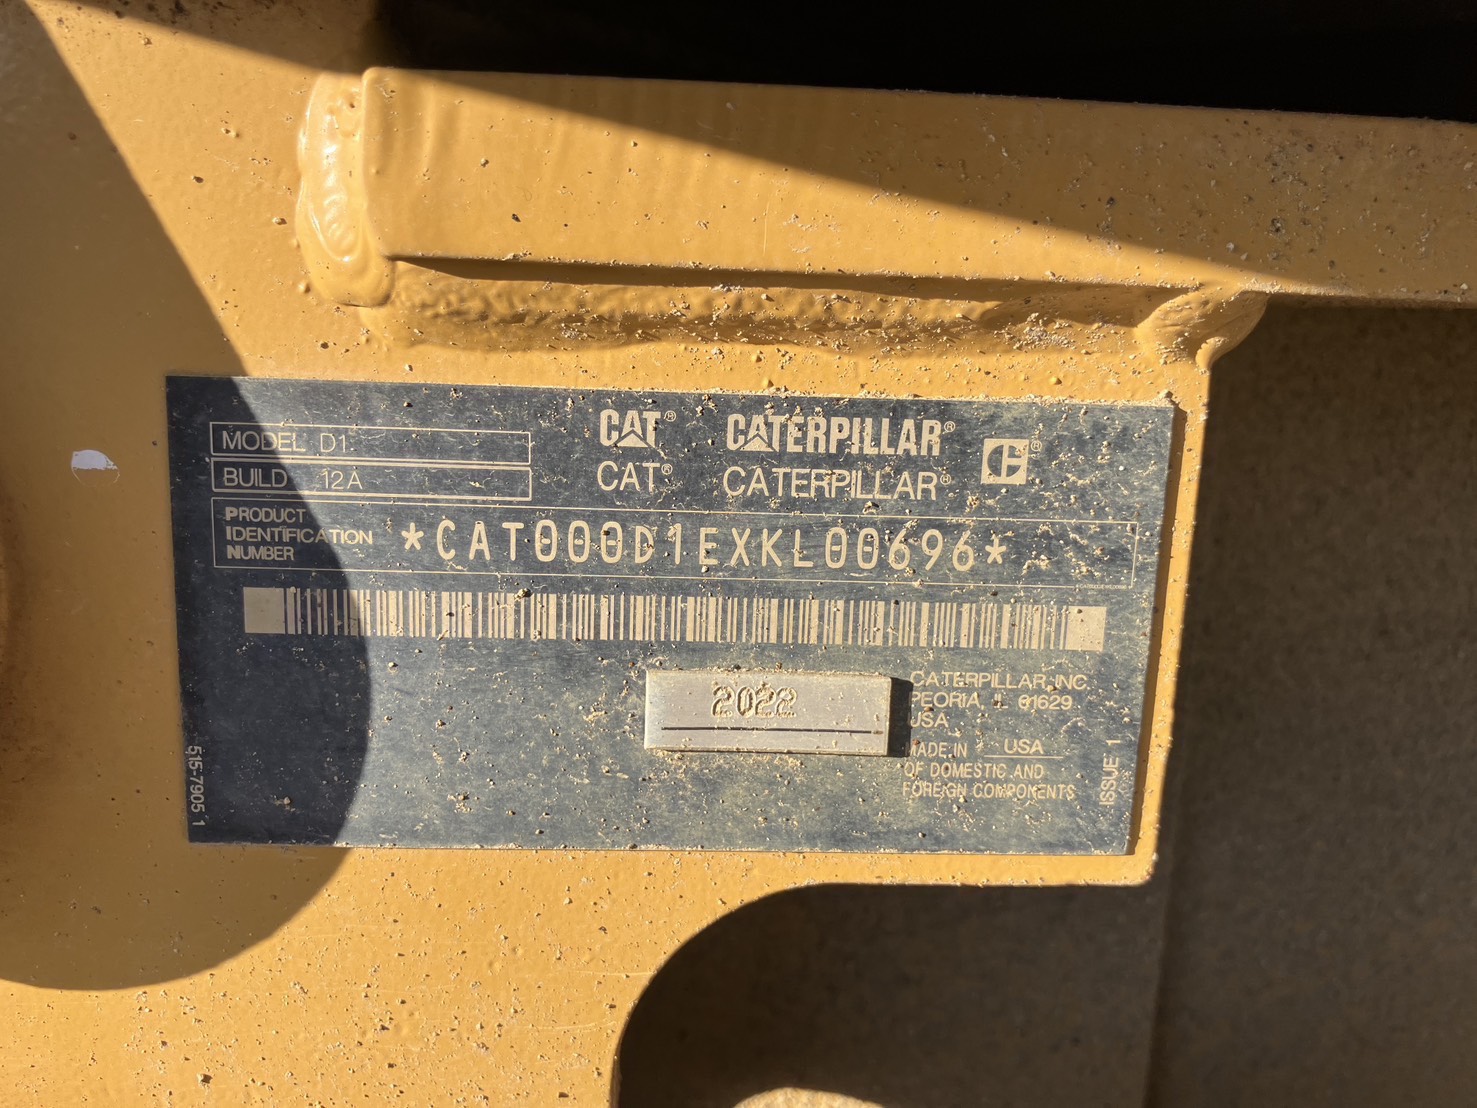 MODEL D1
BUILD 12A
CAT® CATERPILLAR® ®
CAT® CATERPILLAR®
PRODUCT
IDENTIFICATION
NUMBER
*CAT000D1EXKL00696*
2022
CATERPILLAR, INC.
PEORIA, IL 61629
USA
MADE IN USA
OF DOMESTIC AND
FOREIGN COMPONENTS
ISSUE 1
515-7905 1